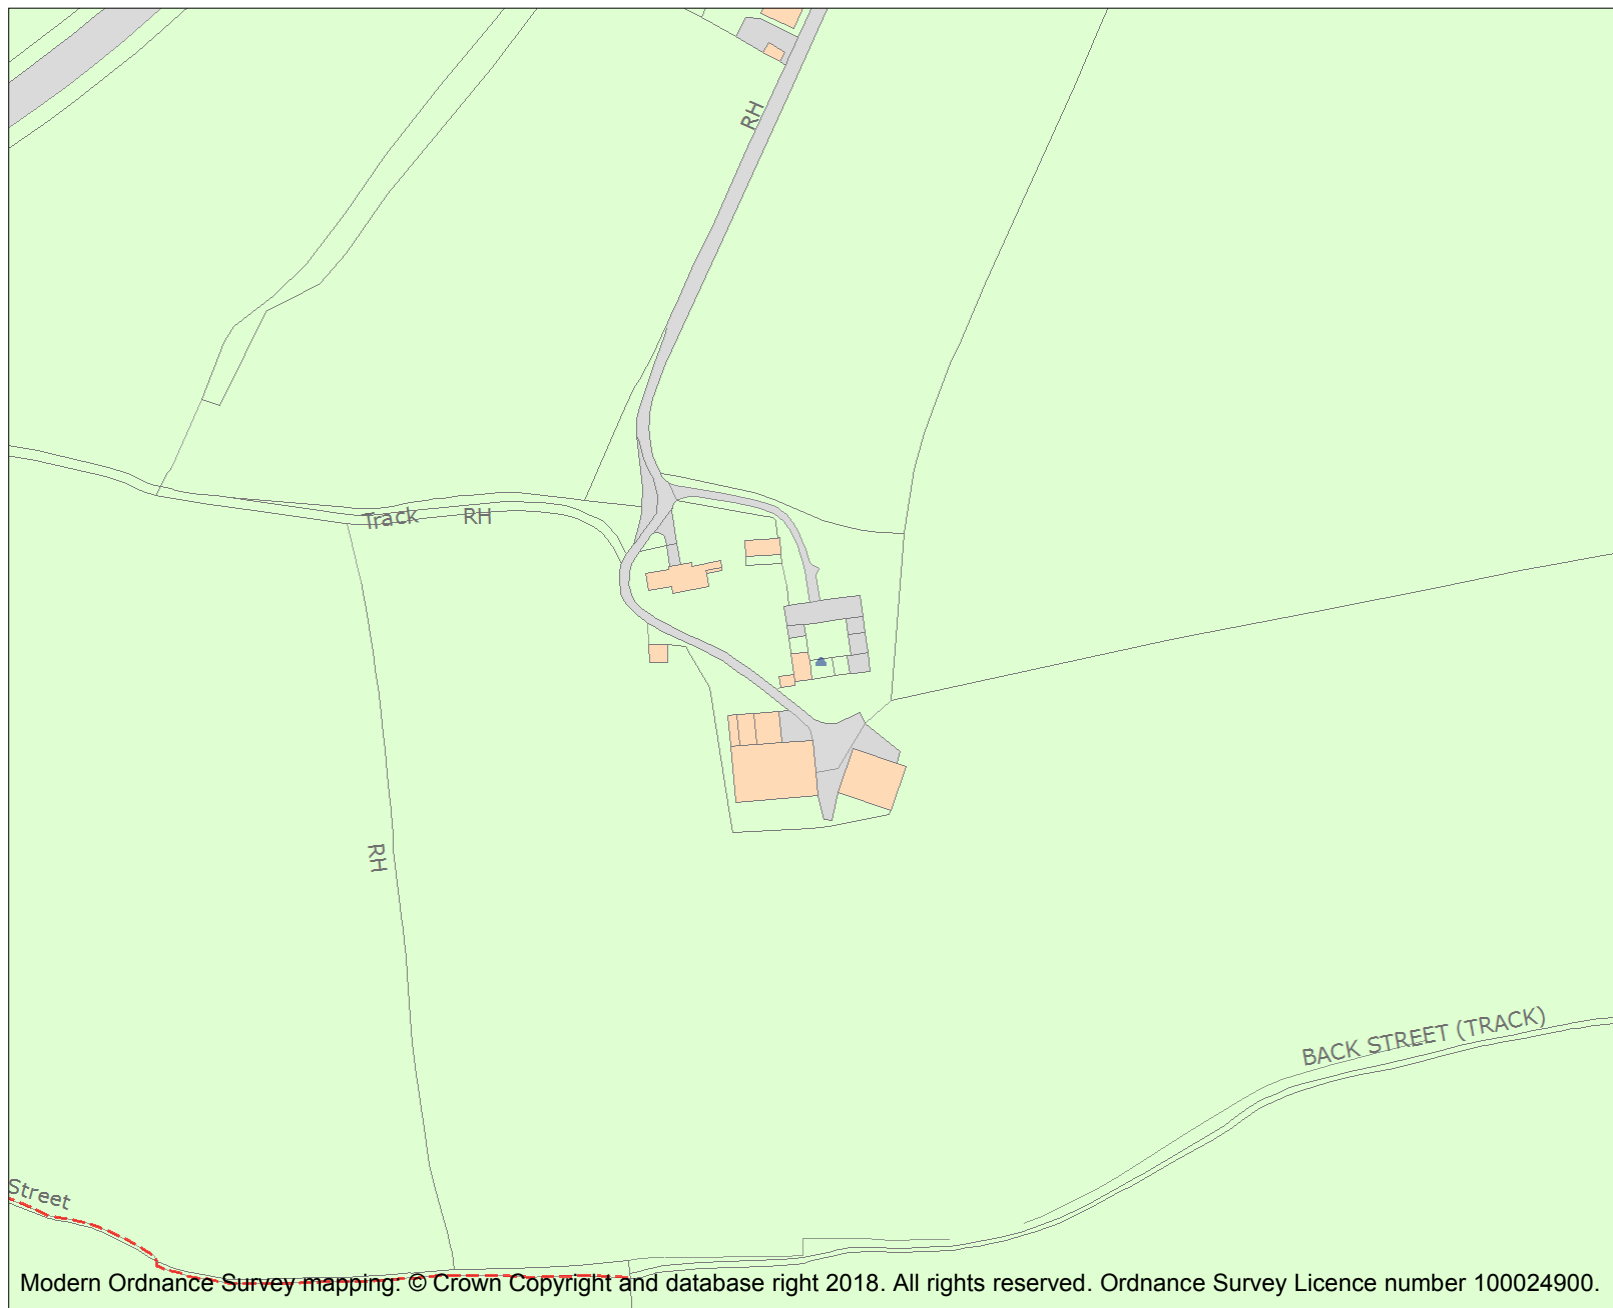 RH
Track RH
RH
BACK STREET (TRACK)
Street
Modern Ordnance Survey mapping: © Crown Copyright and database right 2018. All rights reserved. Ordnance Survey Licence number 100024900.